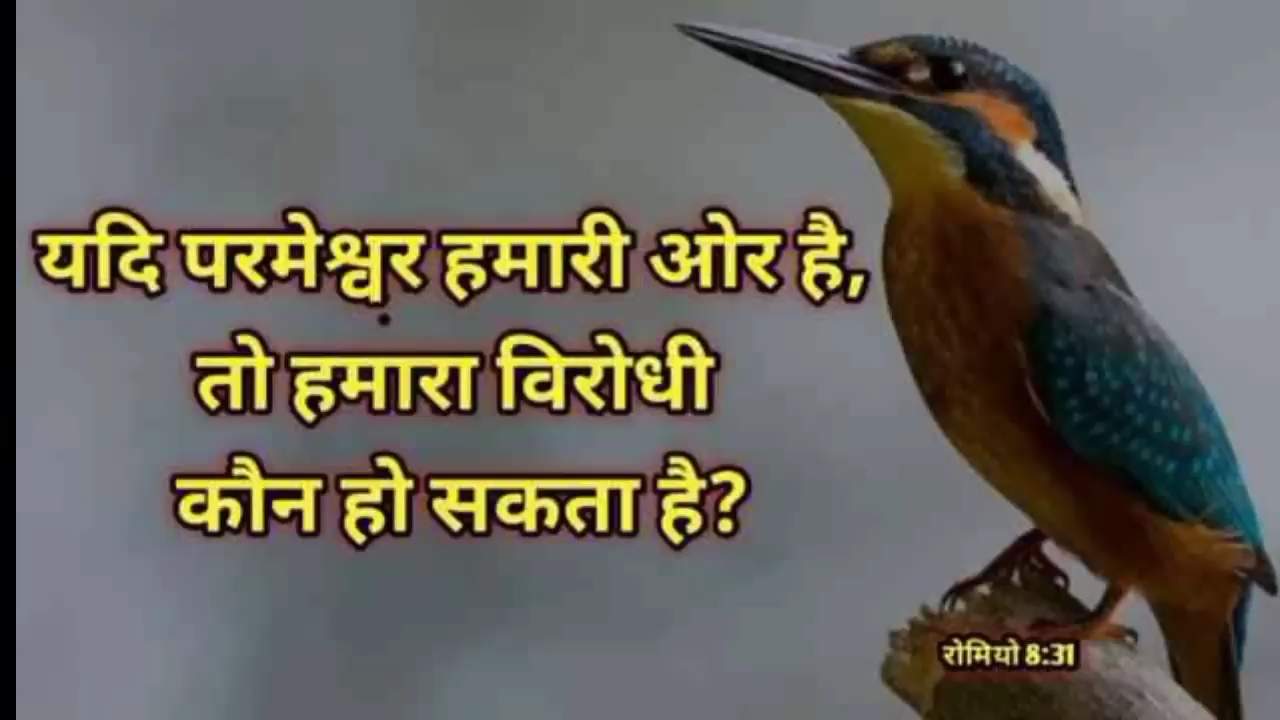 यदि परमेश्वर हमारी ओर है,
तो हमारा विरोधी
कौन हो सकता है?
रोमियो 8:31